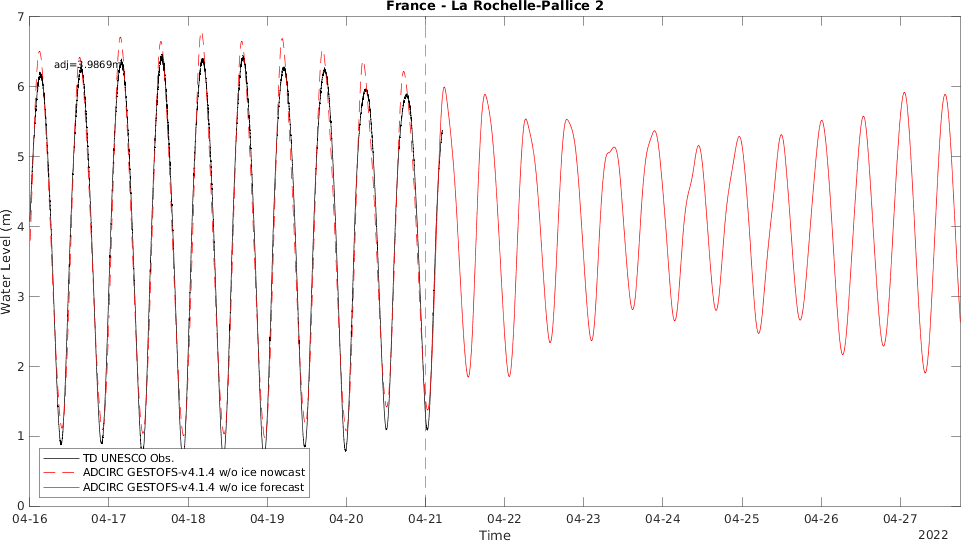 France - La Rochelle-Pallice 2
7
6
5
4
3
2
1
0
Water Level (m)
adj=3.9869m
TD UNESCO Obs.
ADCIRC GESTOFS-v4.1.4 w/o ice nowcast
ADCIRC GESTOFS-v4.1.4 w/o ice forecast
04-16 04-17 04-18 04-19 04-20 04-21 04-22 04-23 04-24 04-25 04-26 04-27
Time
2022